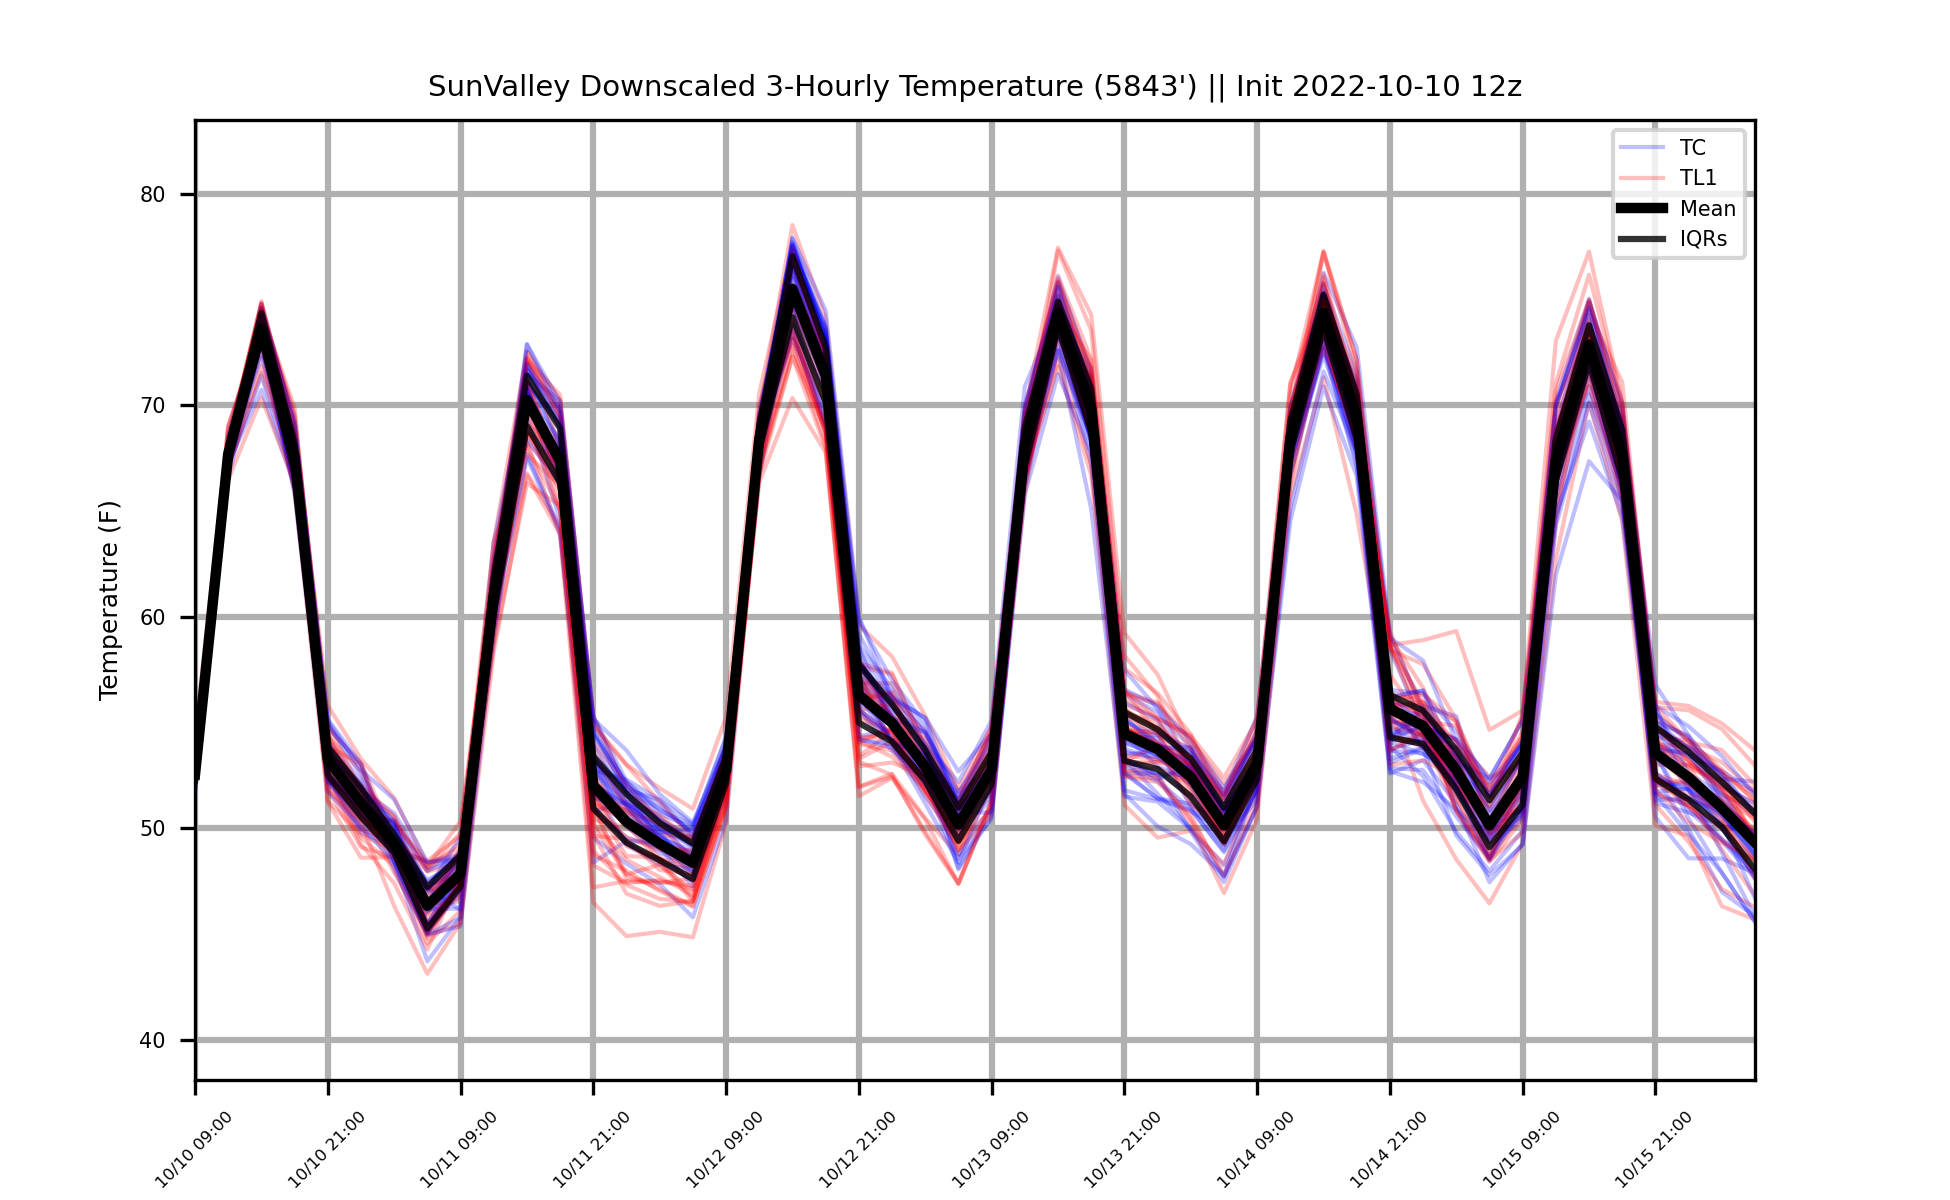 SunValley Downscaled 3-Hourly Temperature (5843') || Init 2022-10-10 12z
TC
TL1
Mean
IQRs
Temperature (F)
80
70
60
50
40
10/10 09:00
10/10 21:00
10/11 09:00
10/11 21:00
10/12 09:00
10/12 21:00
10/13 09:00
10/13 21:00
10/14 09:00
10/14 21:00
10/15 09:00
10/15 21:00